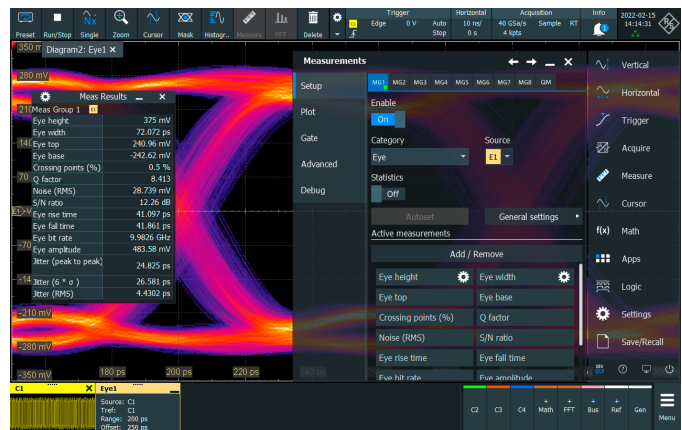 Trigger Horizontal Acquisition Info 2022-02-15
Edge 0 V Auto 10 ns/ 40 GSa/s Sample RT 14:14:31
Stop 0 s 4 kpts
Preset Run/Stop Single Zoom Cursor Mask Histogr.. Measure FFT Delete
350 m Diagram2: Eye1 ×
280 mV
Meas Results
Meas Group 1 E1
Eye height 375 mV
Eye width 72.072 ps
Eye top 240.96 mV
Eye base -242.62 mV
Crossing points (%) 0.5 %
Q factor 8.413
Noise (RMS) 28.739 mV
S/N ratio 12.26 dB
Eye rise time 41.097 ps
Eye fall time 41.861 ps
Eye bit rate 9.9826 GHz
Eye amplitude 483.58 mV
Jitter (peak to peak) 24.825 ps
Jitter (6 * σ ) 26.581 ps
Jitter (RMS) 4.4302 ps
210
140
70
-70
-14
-210 mV
-280 mV
-350 mV
180 ps 200 ps 220 ps 240 ps
Measurements
Setup
Plot
Gate
Advanced
Debug
MG1 MG2 MG3 MG4 MG5 MG6 MG7 MG8 QM
Enable
On
Category Source
Eye E1
Statistics
Off
Autoset General settings
Active measurements
Add / Remove
Eye height Eye width
Eye top Eye base
Crossing points (%) Q factor
Noise (RMS) S/N ratio
Eye rise time Eye fall time
Eye bit rate Eye amplitude
Vertical
Horizontal
Trigger
Acquire
Measure
Cursor
f(x) Math
Apps
Logic
Settings
Save/Recall
C1 X
Eye1
Source: C1
Tref: C1
Range: 200 ps
Offset: 250 ps
C2 C3 C4 Math FFT Bus Ref Gen Menu